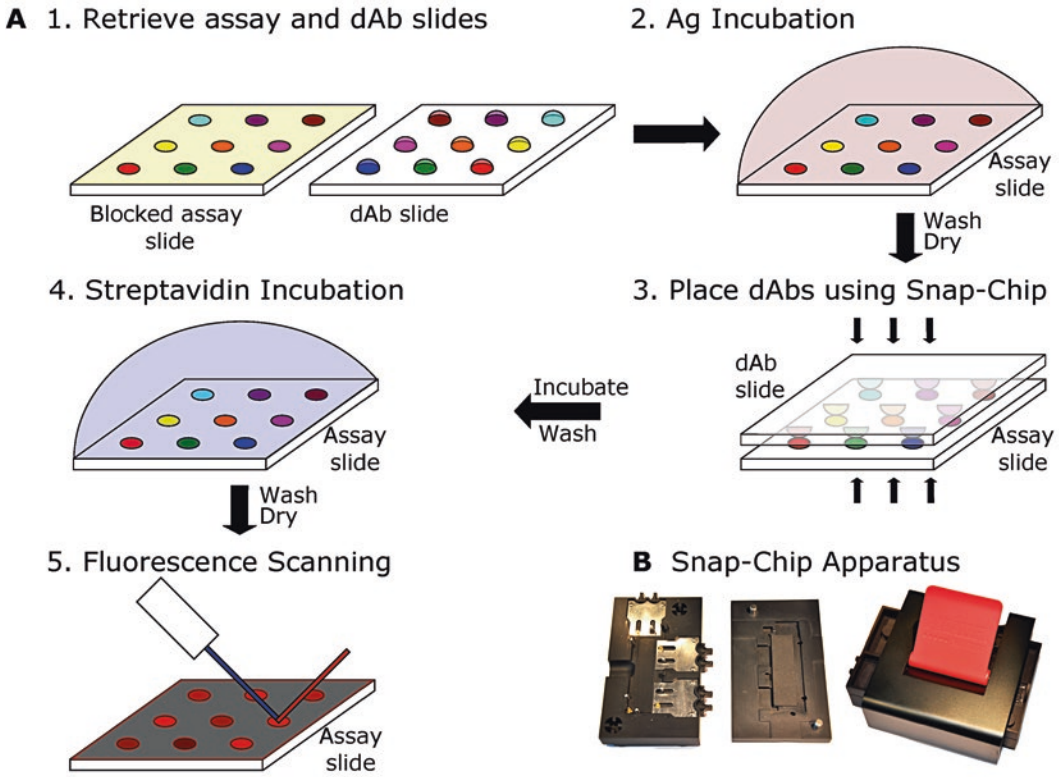 A 1. Retrieve assay and dAb slides
Blocked assay
slide
dAb slide
2. Ag Incubation
Assay
slide
Wash
Dry
3. Place dAbs using Snap-Chip
dAb
slide
Assay
slide
Incubate
Wash
4. Streptavidin Incubation
Assay
slide
Wash
Dry
5. Fluorescence Scanning
Assay
slide
B Snap-Chip Apparatus